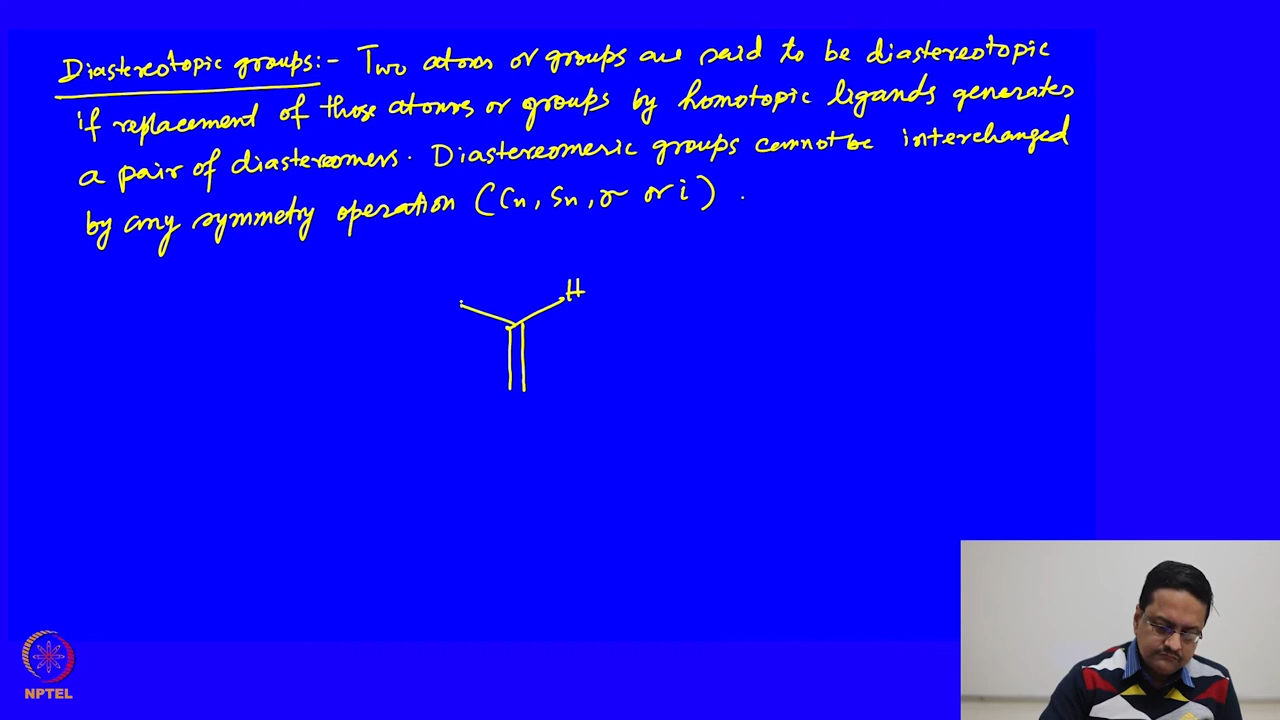 Diastereotopic groups:- Two atoms or groups are said to be diastereotopic
if replacement of those atoms or groups by homotopic ligands generates
a pair of diastereomers. Diastereomeric groups cannot be interchanged
by any symmetry operation (Cn, Sn, σ or i) .
H
NPTEL